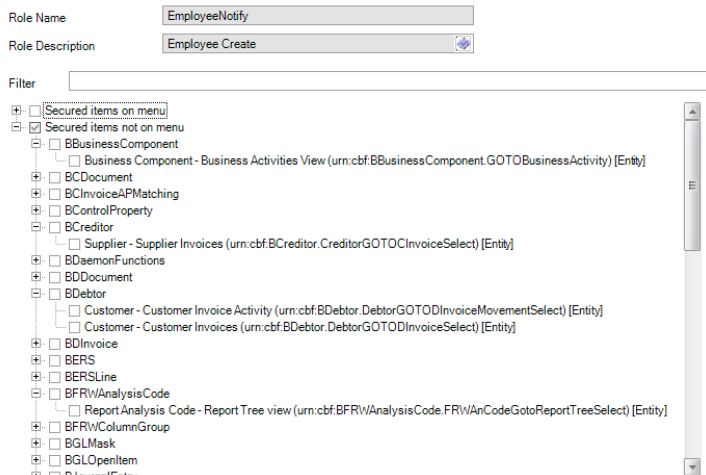 Role Name EmployeeNotify
Role Description Employee Create
Filter
Secured items on menu
Secured items not on menu
BBusinessComponent
Business Component - Business Activities View (urn:cbf:BBusinessComponent.GOTOBusinessActivity) [Entity]
BCDocument
BCInvoiceAPMatching
BControlProperty
BCreditor
Supplier - Supplier Invoices (urn:cbf:BCreditor.CreditorGOTOCInvoiceSelect) [Entity]
BDaemonFunctions
BDDocument
BDebtor
Customer - Customer Invoice Activity (urn:cbf:BDebtor.DebtorGOTODInvoiceMovementSelect) [Entity]
Customer - Customer Invoices (urn:cbf:BDebtor.DebtorGOTODInvoiceSelect) [Entity]
BDInvoice
BERS
BERSLine
BFRWAnalysisCode
Report Analysis Code - Report Tree view (urn:cbf:BFRWAnalysisCode.FRWAnCodeGotoReportTreeSelect) [Entity]
BFRWColumnGroup
BGLMask
BGLOpenItem